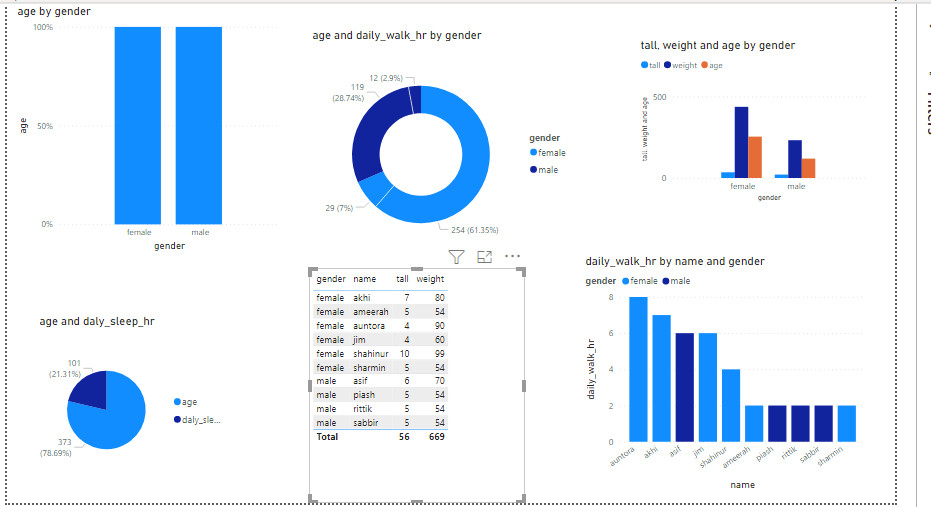 age by gender
100%
50%
0%
age
female
male
gender
age and daily_walk_hr by gender
12 (2.9%)
119
(28.74%)
29 (7%)
254 (61.35%)
gender
female
male
tall, weight and age by gender
tall weight age
500
0
tall, weight and age
female
male
gender
age and daly_sleep_hr
101
(21.31%)
373
(78.69%)
age
daly_sle...
gender name tall weight
female akhi 7 80
female ameerah 5 54
female auntora 4 90
female jim 4 60
female shahinur 10 99
female sharmin 5 54
male asif 6 70
male piash 5 54
male rittik 5 54
male sabbir 5 54
Total 56 669
daily_walk_hr by name and gender
gender female male
8
6
4
2
0
daily_walk_hr
auntora
akhi
asif
jim
shahinur
ameerah
piash
rittik
sabbir
sharmin
name